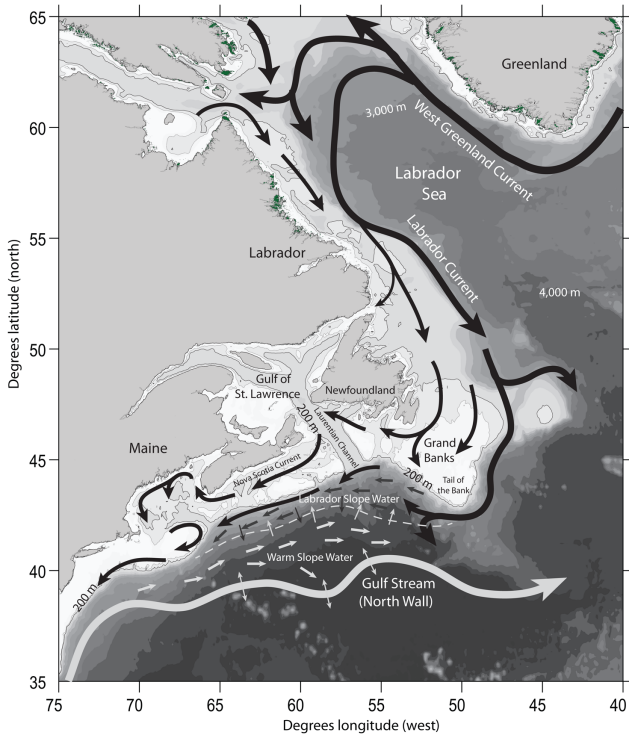 65
60
55
50
45
40
35
75
70
65
60
55
50
45
40
Degrees latitude (north)
Degrees longitude (west)
Greenland
3,000 m
West Greenland Current
Labrador
Sea
Labrador Current
Labrador
4,000 m
Gulf of
St. Lawrence
Newfoundland
200 m
Laurentian Channel
Maine
Grand
Banks
Nova Scotia Current
200 m
Tail of
the Bank
Labrador Slope Water
Warm Slope Water
200 m
Gulf Stream
(North Wall)